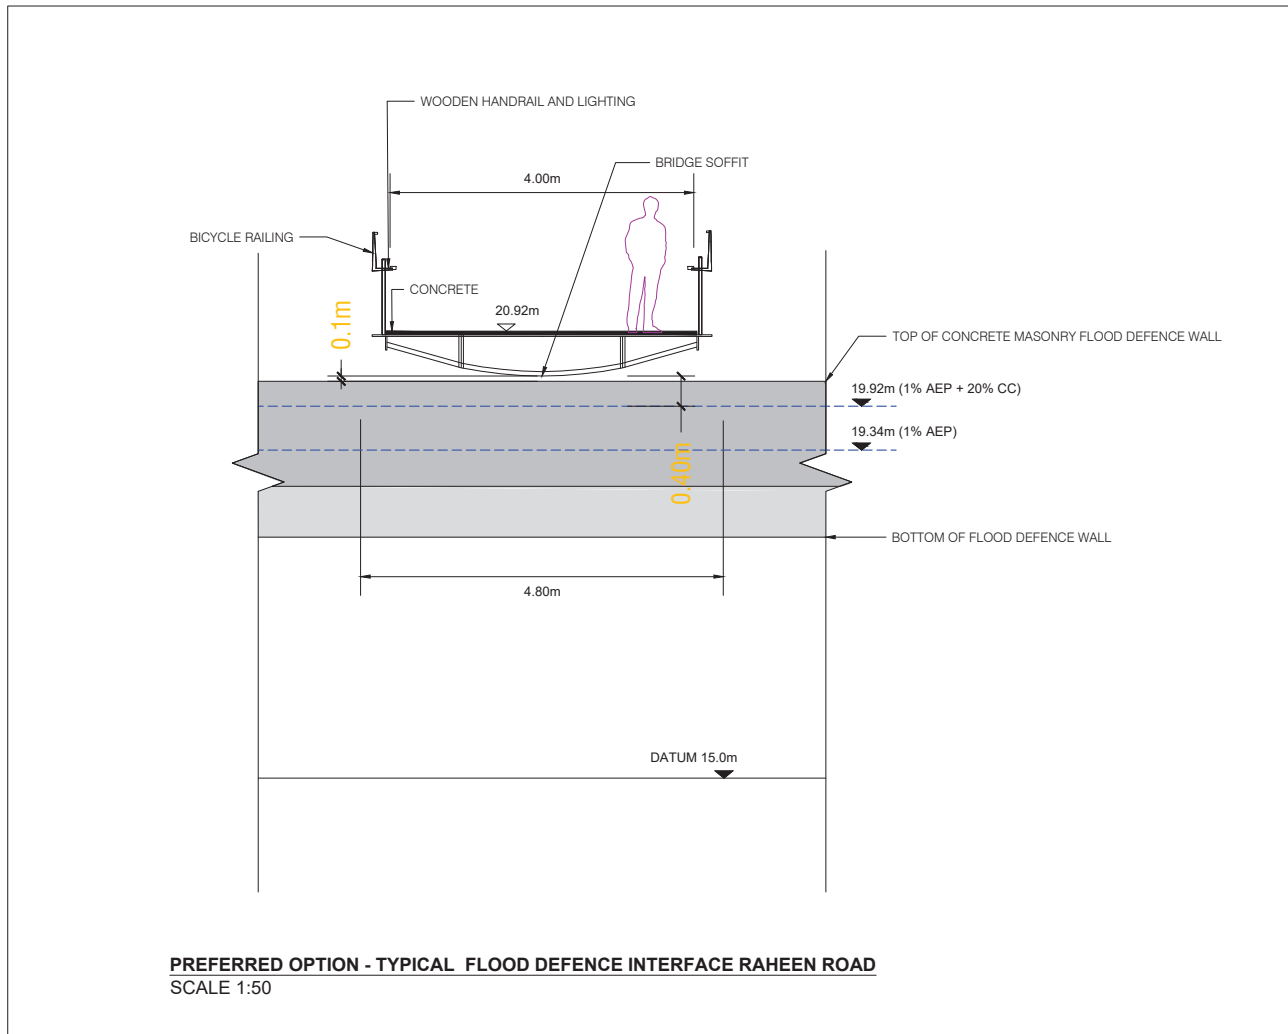 WOODEN HANDRAIL AND LIGHTING
BRIDGE SOFFIT
4.00m
BICYCLE RAILING
CONCRETE
20.92m
0.1m
TOP OF CONCRETE MASONRY FLOOD DEFENCE WALL
19.92m (1% AEP + 20% CC)
19.34m (1% AEP)
0.40m
BOTTOM OF FLOOD DEFENCE WALL
4.80m
DATUM 15.0m
PREFERRED OPTION - TYPICAL FLOOD DEFENCE INTERFACE RAHEEN ROAD
SCALE 1:50